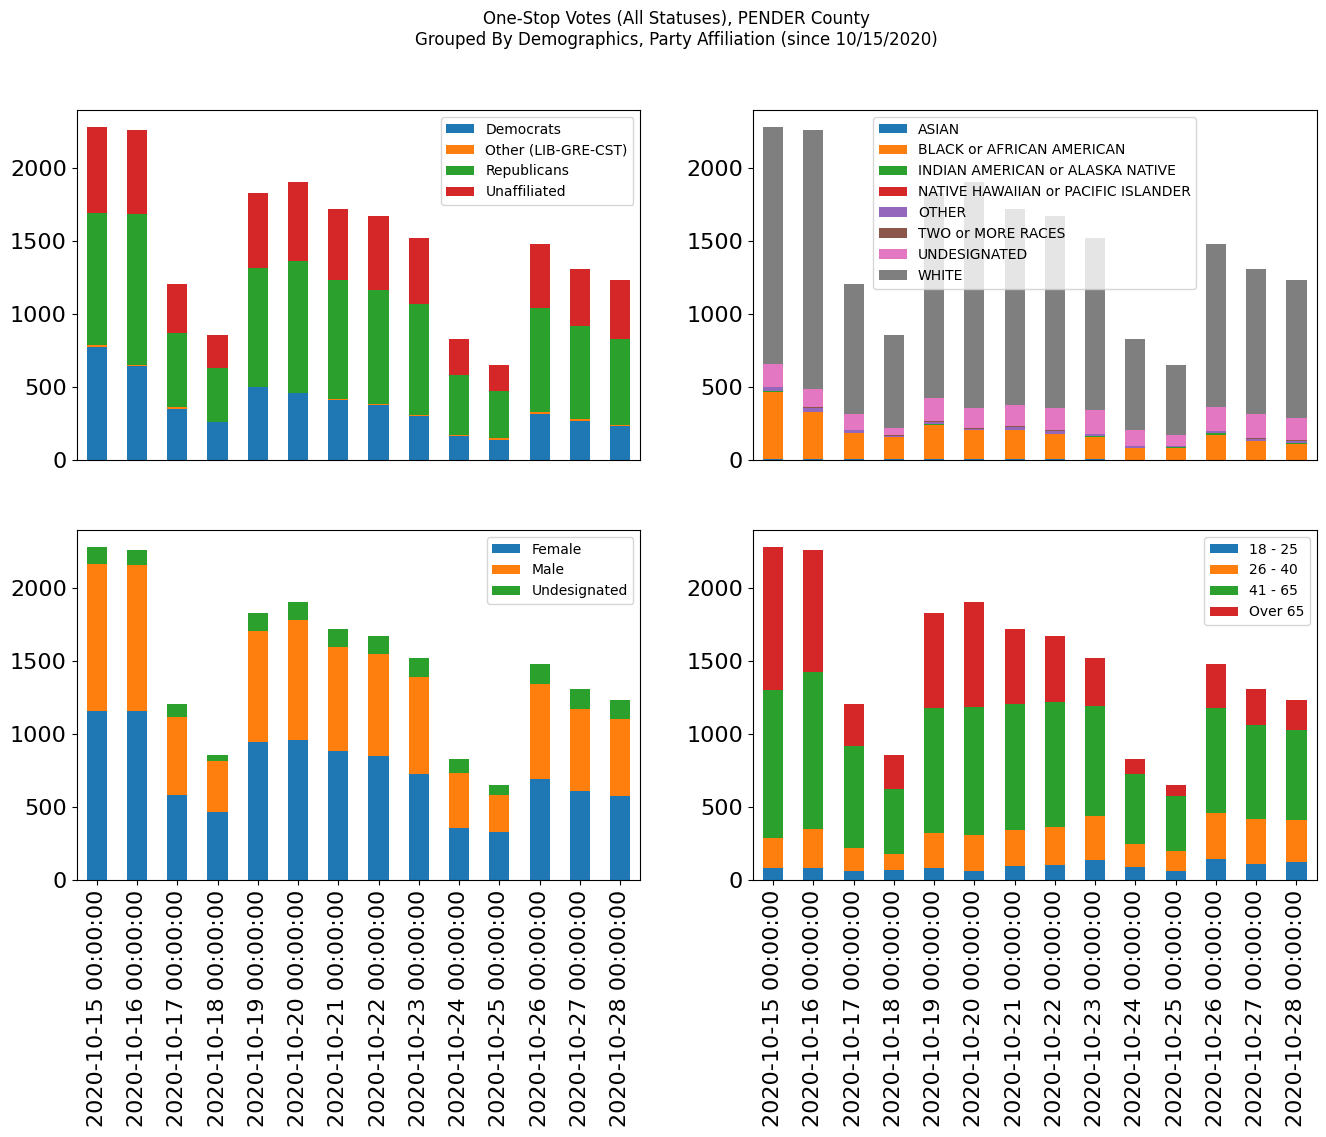 One-Stop Votes (All Statuses), PENDER County
Grouped By Demographics, Party Affiliation (since 10/15/2020)
2000
1500
1000
500
0
Democrats
Other (LIB-GRE-CST)
Republicans
Unaffiliated
2000
1500
1000
500
0
ASIAN
BLACK or AFRICAN AMERICAN
INDIAN AMERICAN or ALASKA NATIVE
NATIVE HAWAIIAN or PACIFIC ISLANDER
OTHER
TWO or MORE RACES
UNDESIGNATED
WHITE
2000
1500
1000
500
0
Female
Male
Undesignated
2020-10-15 00:00:00
2020-10-16 00:00:00
2020-10-17 00:00:00
2020-10-18 00:00:00
2020-10-19 00:00:00
2020-10-20 00:00:00
2020-10-21 00:00:00
2020-10-22 00:00:00
2020-10-23 00:00:00
2020-10-24 00:00:00
2020-10-25 00:00:00
2020-10-26 00:00:00
2020-10-27 00:00:00
2020-10-28 00:00:00
2000
1500
1000
500
0
18 - 25
26 - 40
41 - 65
Over 65
2020-10-15 00:00:00
2020-10-16 00:00:00
2020-10-17 00:00:00
2020-10-18 00:00:00
2020-10-19 00:00:00
2020-10-20 00:00:00
2020-10-21 00:00:00
2020-10-22 00:00:00
2020-10-23 00:00:00
2020-10-24 00:00:00
2020-10-25 00:00:00
2020-10-26 00:00:00
2020-10-27 00:00:00
2020-10-28 00:00:00